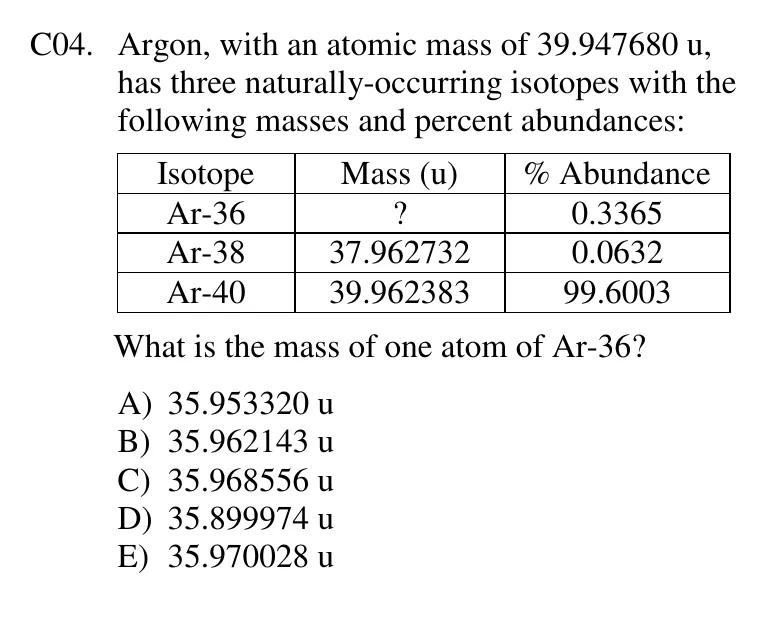 C04. Argon, with an atomic mass of 39.947680 u,
has three naturally-occurring isotopes with the
following masses and percent abundances:
Isotope Mass (u) % Abundance
Ar-36 ? 0.3365
Ar-38 37.962732 0.0632
Ar-40 39.962383 99.6003
What is the mass of one atom of Ar-36?
A) 35.953320 u
B) 35.962143 u
C) 35.968556 u
D) 35.899974 u
E) 35.970028 u